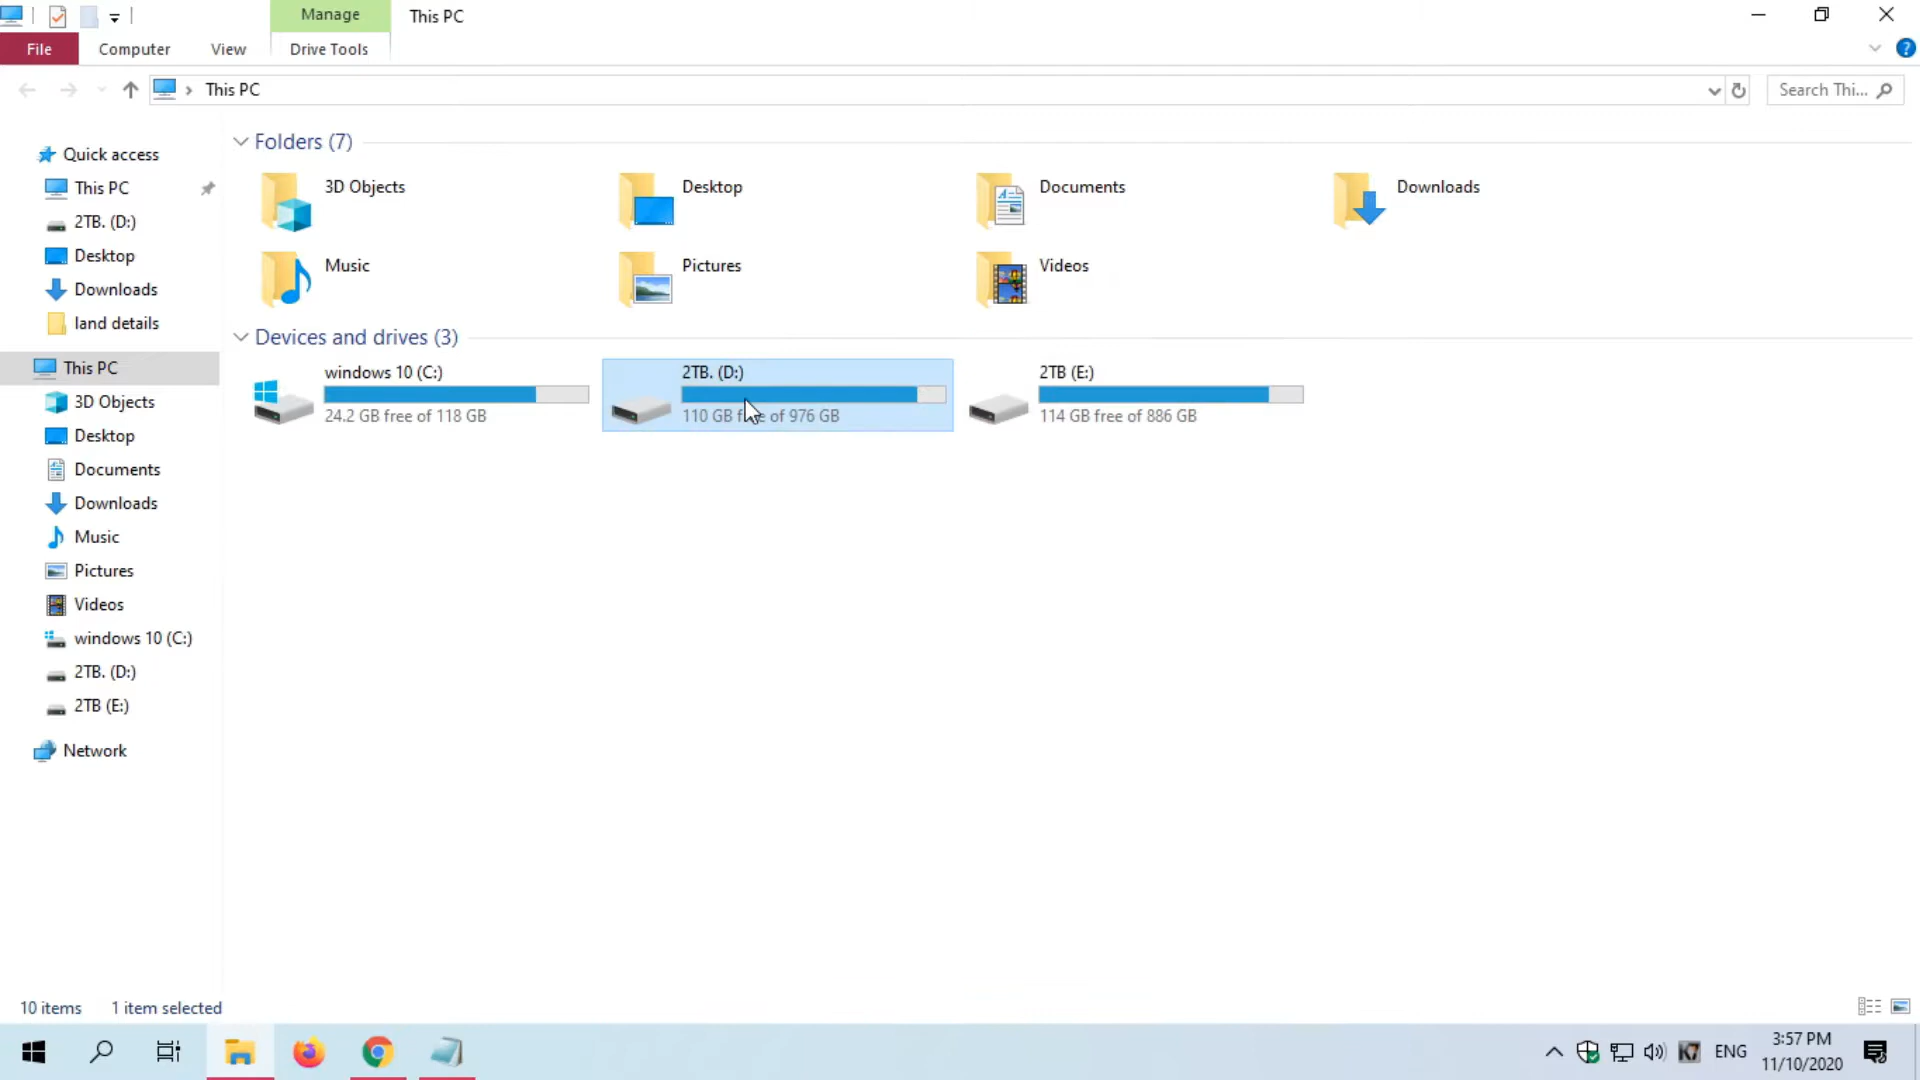 Manage
This PC
File
Computer
View
Drive Tools
This PC
Search Thi...
Quick access
This PC
2TB. (D:)
Desktop
Downloads
land details
This PC
3D Objects
Desktop
Documents
Downloads
Music
Pictures
Videos
windows 10 (C:)
2TB. (D:)
2TB (E:)
Network
Folders (7)
3D Objects
Desktop
Documents
Downloads
Music
Pictures
Videos
Devices and drives (3)
windows 10 (C:)
24.2 GB free of 118 GB
2TB. (D:)
110 GB free of 976 GB
2TB (E:)
114 GB free of 886 GB
10 items
1 item selected
ENG
3:57 PM
11/10/2020